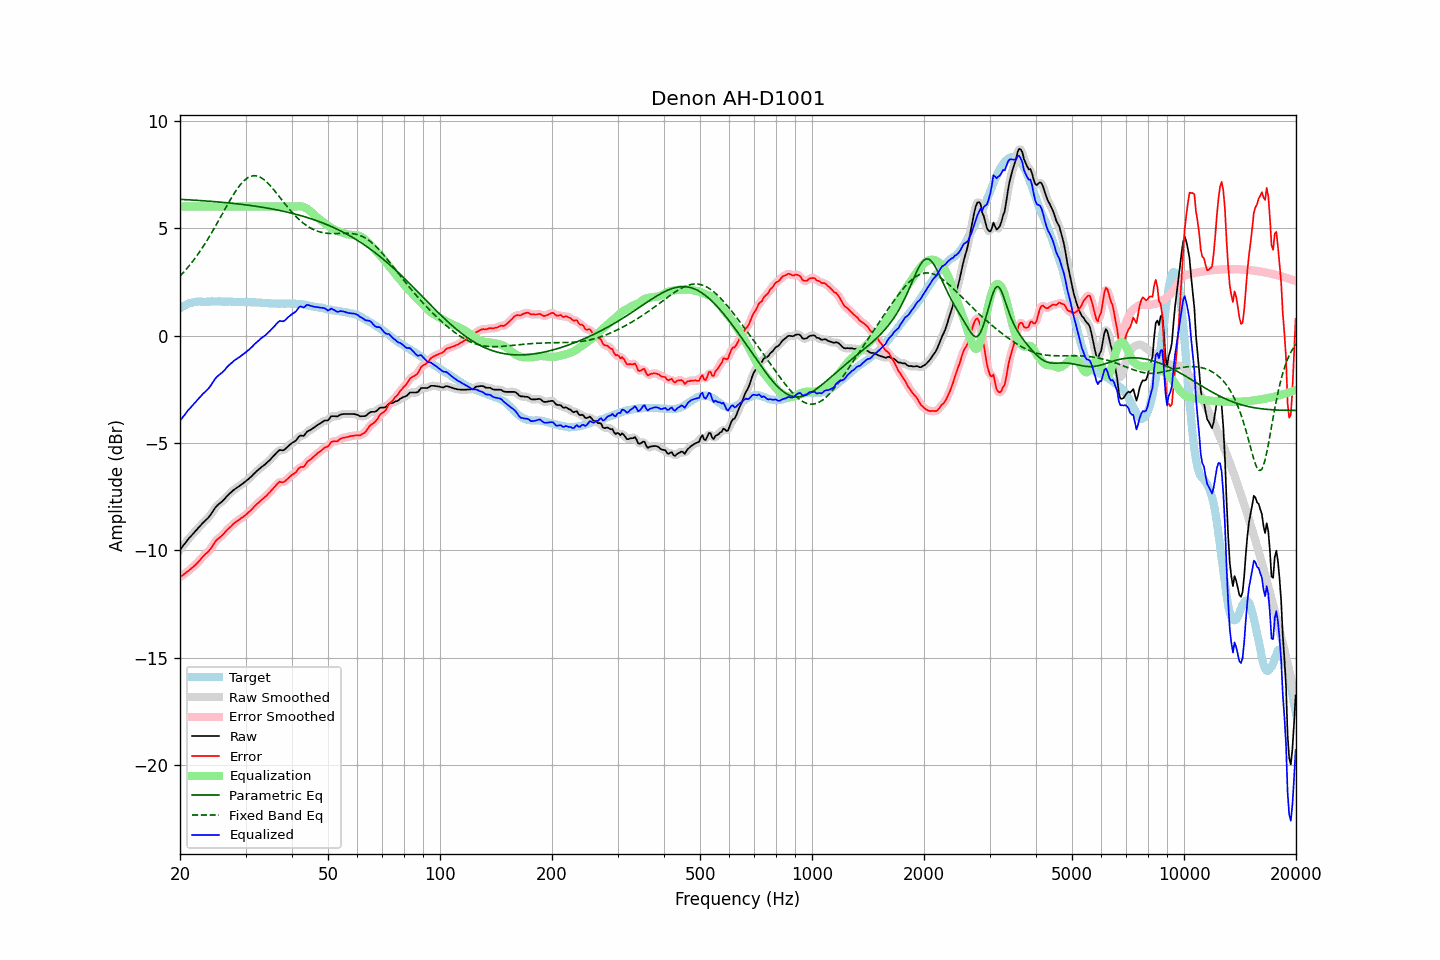 Denon AH-D1001
10
5
0
−5
−10
−15
−20
Amplitude (dBr)
Target
Raw Smoothed
Error Smoothed
Raw
Error
Equalization
Parametric Eq
Fixed Band Eq
Equalized
20 50 100 200 500 1000 2000 5000 10000 20000
Frequency (Hz)